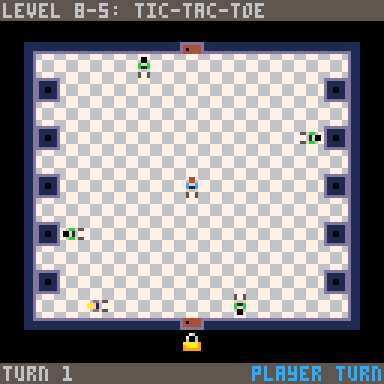 LEVEL 8-5: TIC-TAC-TOE
TURN 1
PLAYER TURN